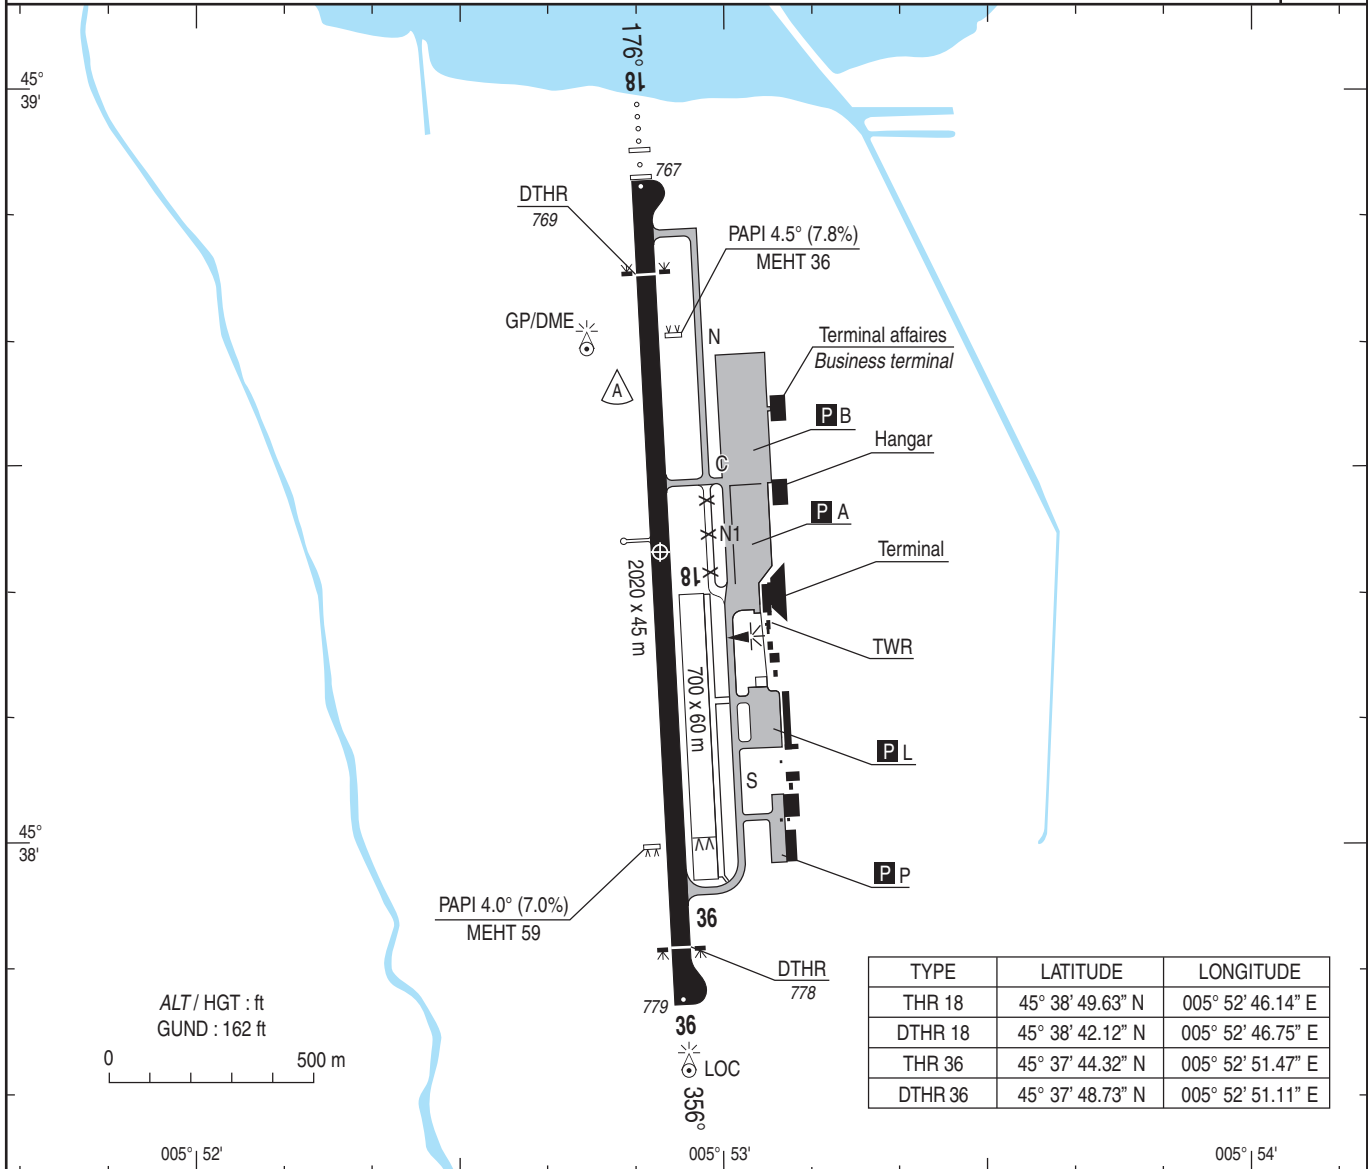 176°
18
45°
39'
767
DTHR
769
PAPI 4.5° (7.8%)
MEHT 36
GP/DME
N
Terminal affaires
Business terminal
A
P B
Hangar
C
P A
N1
Terminal
18
2020 x 45 m
TWR
700 x 60 m
P L
S
45°
38'
P P
PAPI 4.0° (7.0%)
MEHT 59
36
DTHR
778
779
36
LOC
356°
ALT / HGT : ft
GUND : 162 ft
0 500 m
TYPE LATITUDE LONGITUDE
THR 18 45° 38’ 49.63” N 005° 52’ 46.14” E
DTHR 18 45° 38’ 42.12” N 005° 52’ 46.75” E
THR 36 45° 37’ 44.32” N 005° 52’ 51.47” E
DTHR 36 45° 37’ 48.73” N 005° 52’ 51.11” E
005° 52' 005° 53' 005° 54'